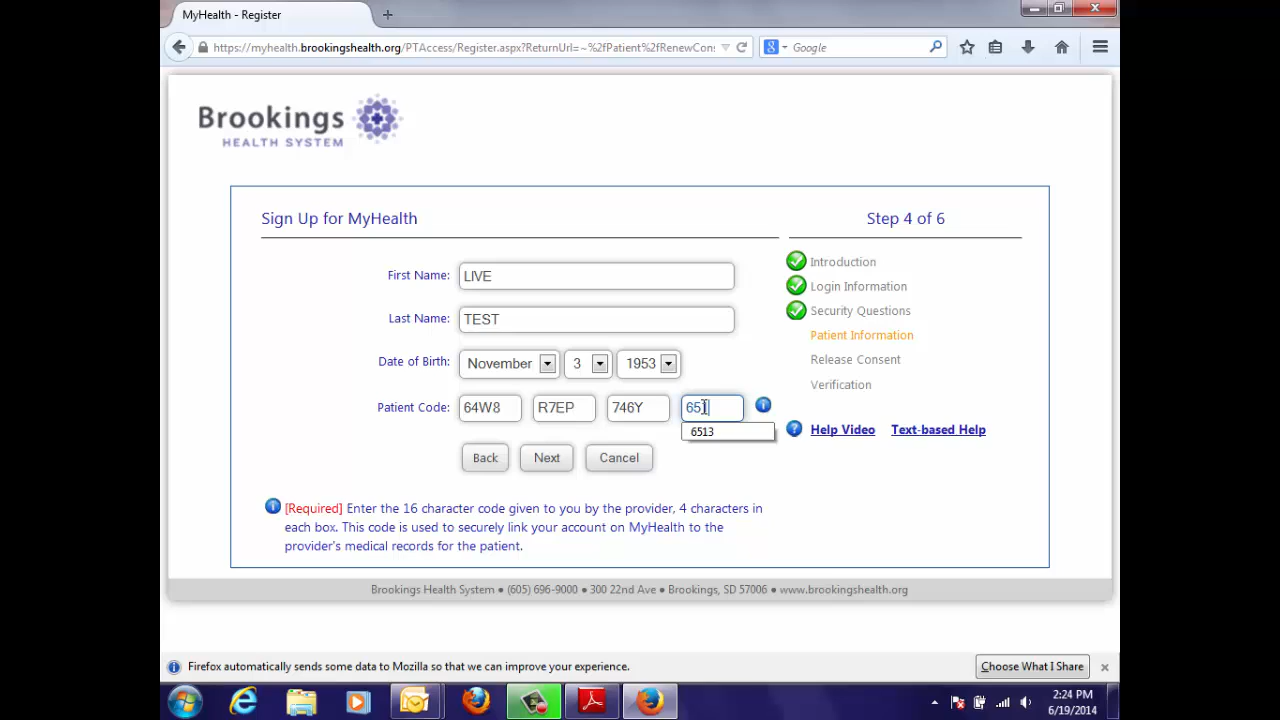 MyHealth - Register
https://myhealth.brookingshealth.org/PTAccess/Register.aspx?ReturnUrl=~%2fPatient%2fRenewCons
Google
Brookings
HEALTH SYSTEM
Sign Up for MyHealth
Step 4 of 6
First Name: LIVE
Last Name: TEST
Date of Birth: November 3 1953
Patient Code: 64W8 R7EP 746Y 651
6513
Back Next Cancel
Introduction
Login Information
Security Questions
Patient Information
Release Consent
Verification
Help Video Text-based Help
[Required] Enter the 16 character code given to you by the provider, 4 characters in
each box. This code is used to securely link your account on MyHealth to the
provider's medical records for the patient.
Brookings Health System • (605) 696-9000 • 300 22nd Ave • Brookings, SD 57006 • www.brookingshealth.org
Firefox automatically sends some data to Mozilla so that we can improve your experience.
Choose What I Share
2:24 PM
6/19/2014